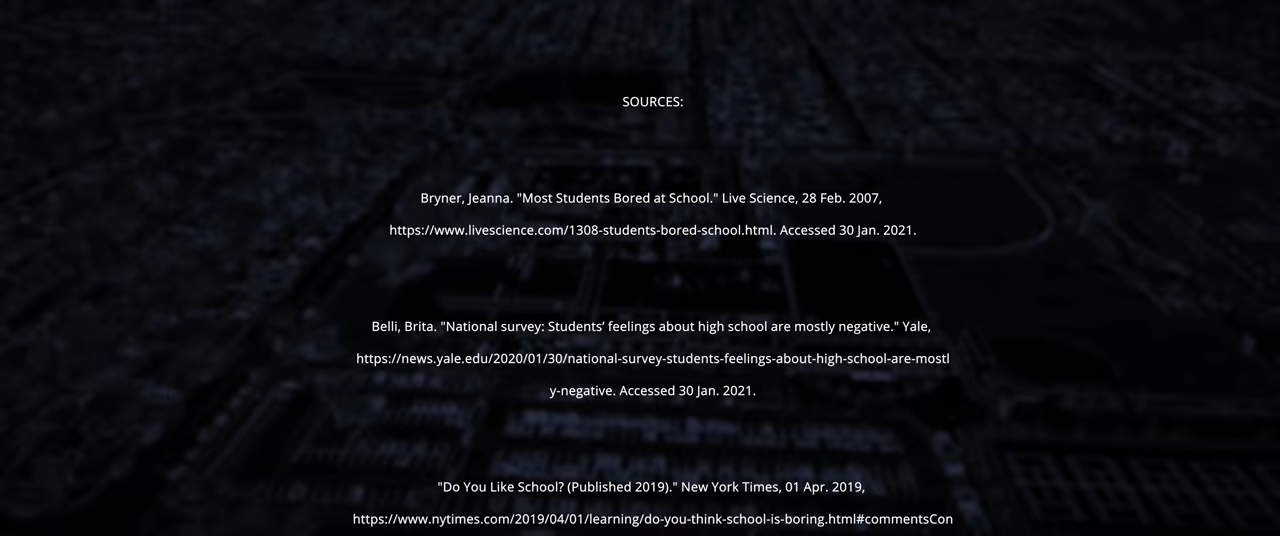 SOURCES:
Bryner, Jeanna. "Most Students Bored at School." Live Science, 28 Feb. 2007,
https://www.livescience.com/1308-students-bored-school.html. Accessed 30 Jan. 2021.
Belli, Brita. "National survey: Students’ feelings about high school are mostly negative." Yale,
https://news.yale.edu/2020/01/30/national-survey-students-feelings-about-high-school-are-mostl
y-negative. Accessed 30 Jan. 2021.
"Do You Like School? (Published 2019)." New York Times, 01 Apr. 2019,
https://www.nytimes.com/2019/04/01/learning/do-you-think-school-is-boring.html#commentsCon